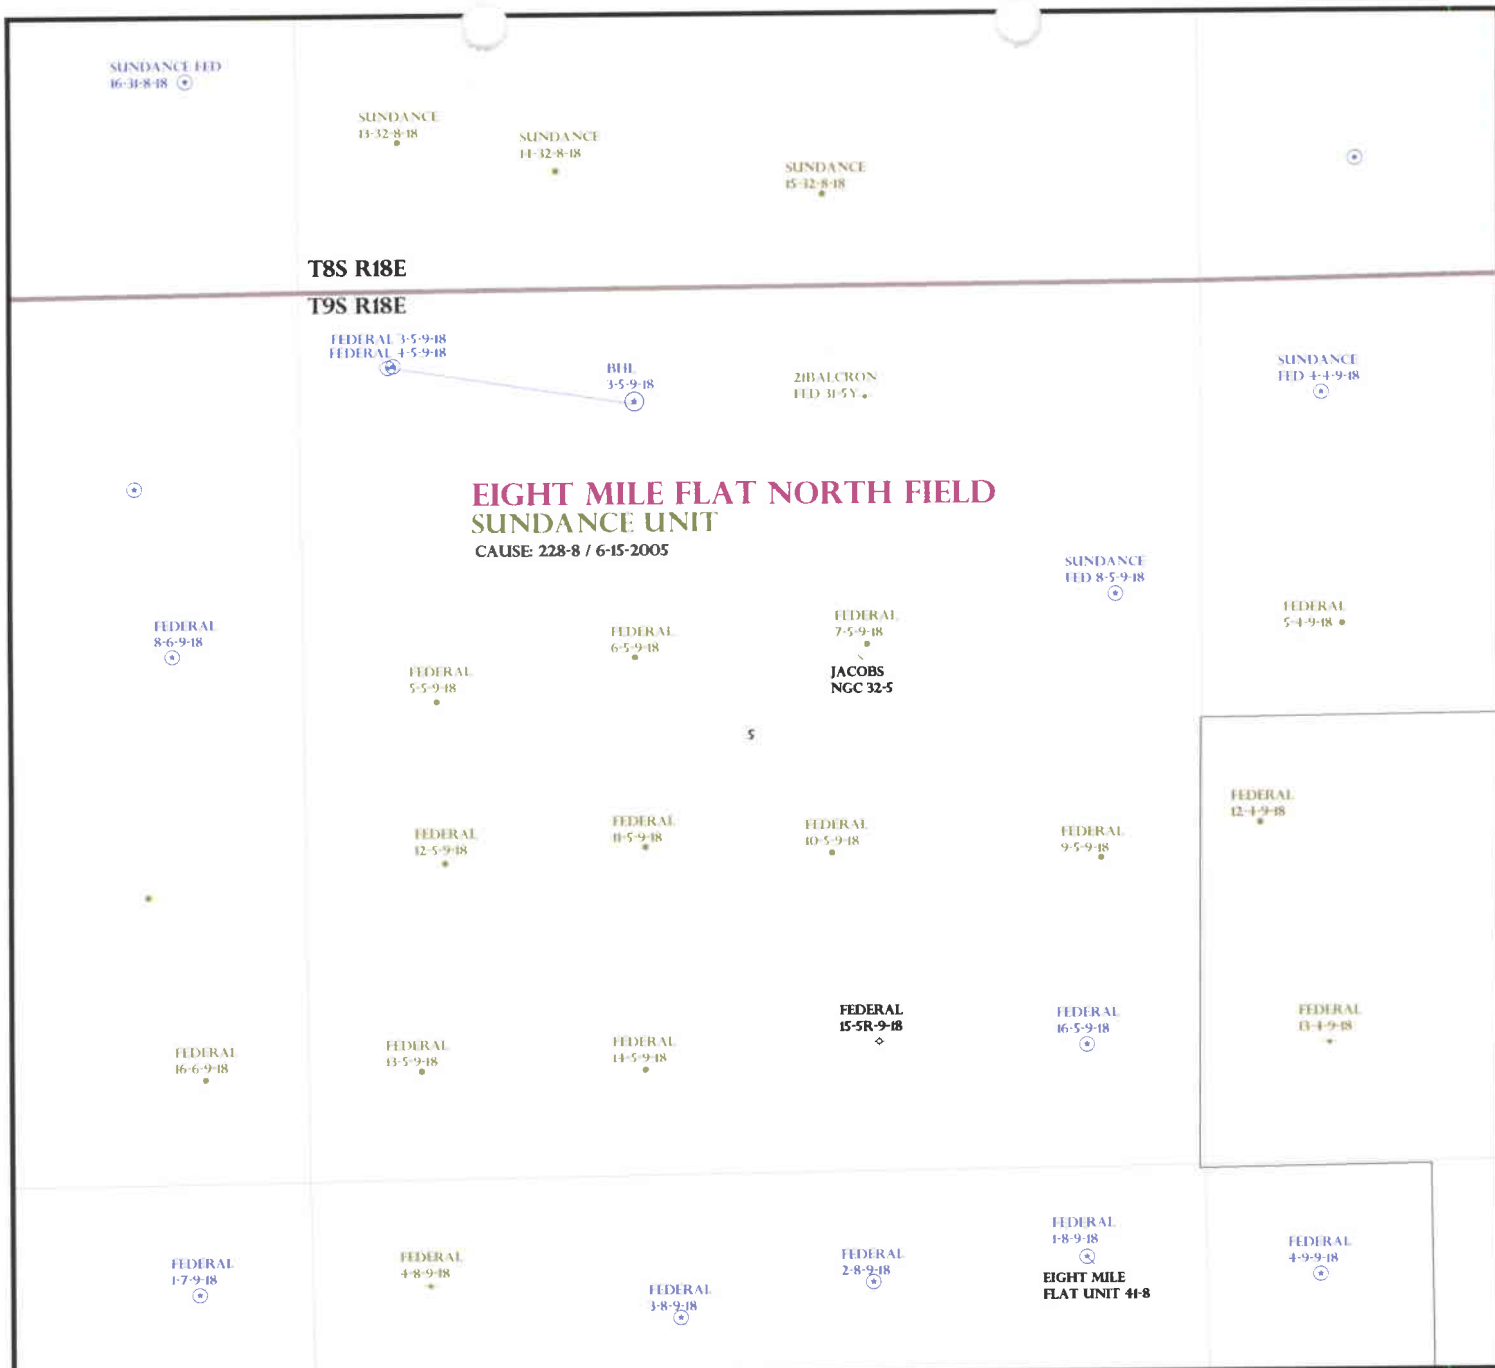 SUNDANCE FED
16-31-8-18
SUNDANCE
13-32-8-18
SUNDANCE
14-32-8-18
SUNDANCE
15-32-8-18
T8S R18E
T9S R18E
FEDERAL 3-5-9-18
FEDERAL 4-5-9-18
BHL
3-5-9-18
21BALCRON
FED 31-5Y
SUNDANCE
FED 4-4-9-18
EIGHT MILE FLAT NORTH FIELD
SUNDANCE UNIT
CAUSE: 228-8 / 6-15-2005
SUNDANCE
FED 8-5-9-18
FEDERAL
5-4-9-18
FEDERAL
8-6-9-18
FEDERAL
5-5-9-18
FEDERAL
6-5-9-18
FEDERAL
7-5-9-18
JACOBS
NGC 32-5
5
FEDERAL
12-5-9-18
FEDERAL
11-5-9-18
FEDERAL
10-5-9-18
FEDERAL
9-5-9-18
FEDERAL
12-4-9-18
FEDERAL
16-6-9-18
FEDERAL
13-5-9-18
FEDERAL
14-5-9-18
FEDERAL
15-5R-9-18
FEDERAL
16-5-9-18
FEDERAL
13-4-9-18
FEDERAL
1-7-9-18
FEDERAL
4-8-9-18
FEDERAL
3-8-9-18
FEDERAL
2-8-9-18
FEDERAL
1-8-9-18
EIGHT MILE
FLAT UNIT 41-8
FEDERAL
4-9-9-18